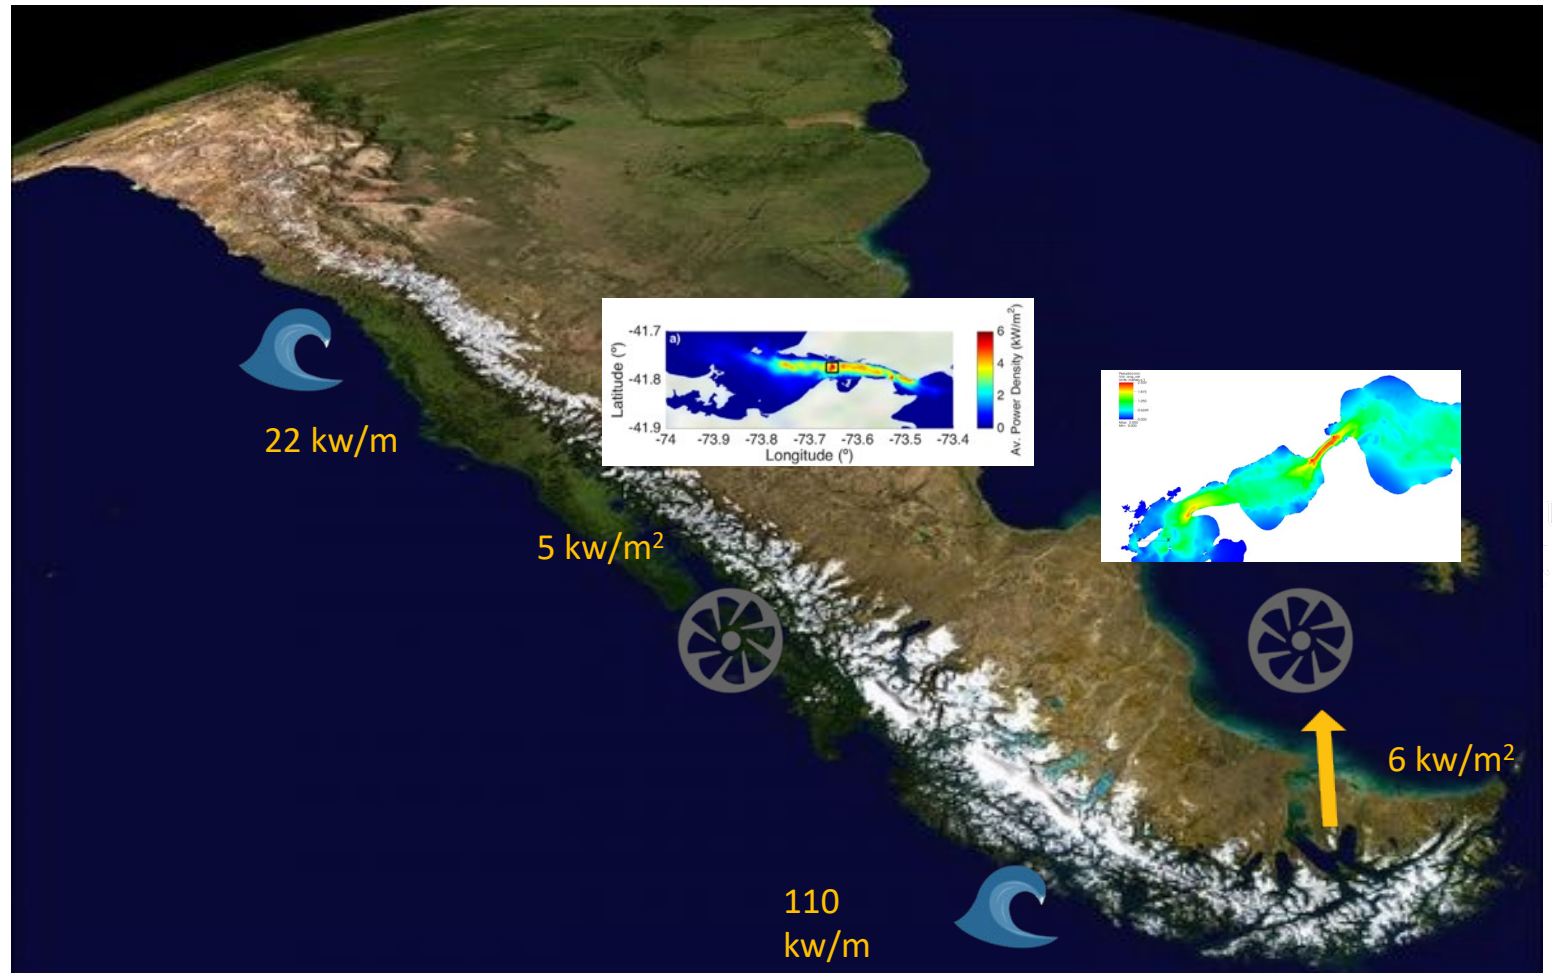 22 kw/m
5 kw/m²
110
kw/m
6 kw/m²
a)
-41.7
-41.8
-41.9
Latitude (º)
-74 -73.9 -73.8 -73.7 -73.6 -73.5 -73.4
Longitude (º)
6
4
2
0
Av. Power Density (kW/m²)